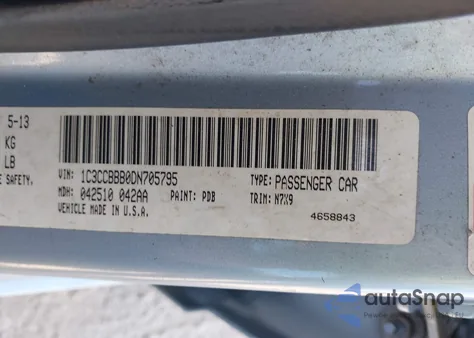 5-13
KG
LB
E SAFETY.
VIN: 1C3CCBBB0DN705795
TYPE: PASSENGER CAR
MDH: 042510 042AA
PAINT: PDB
TRIM: N7X9
VEHICLE MADE IN U.S.A.
4658843
autoSnap